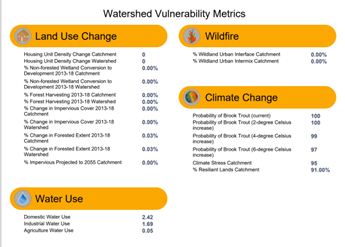 Watershed Vulnerability Metrics
Land Use Change
Housing Unit Density Change Catchment 0
Housing Unit Density Change Watershed 0
% Non-forested Wetland Conversion to 0.00%
Development 2013-18 Catchment
% Non-forested Wetland Conversion to 0.00%
Development 2013-18 Watershed
% Forest Harvesting 2013-18 Catchment 0.00%
% Forest Harvesting 2013-18 Watershed 0.00%
% Change in Impervious Cover 2013-18 0.00%
Catchment
% Change in Impervious Cover 2013-18 0.00%
Watershed
% Change in Forested Extent 2013-18 0.03%
Catchment
% Change in Forested Extent 2013-18 0.03%
Watershed
% Impervious Projected to 2055 Catchment 0.00%
Water Use
Domestic Water Use 2.42
Industrial Water Use 1.69
Agriculture Water Use 0.05
Wildfire
% Wildland Urban Interface Catchment 0.00%
% Wildland Urban Intermix Catchment 0.00%
Climate Change
Probability of Brook Trout (current) 100
Probability of Brook Trout (2-degree Celsius 100
increase)
Probability of Brook Trout (4-degree Celsius 99
increase)
Probability of Brook Trout (6-degree Celsius 97
increase)
Climate Stress Catchment 95
% Resiliant Lands Catchment 91.00%